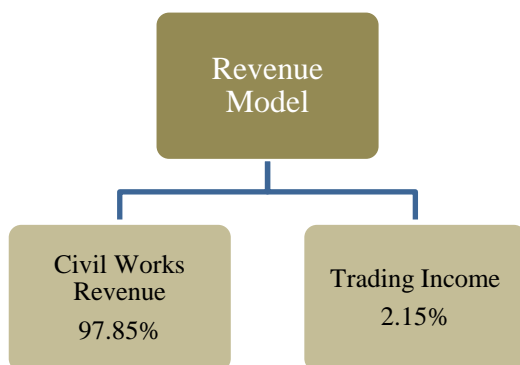 Revenue
Model
Civil Works
Revenue
97.85%
Trading Income
2.15%